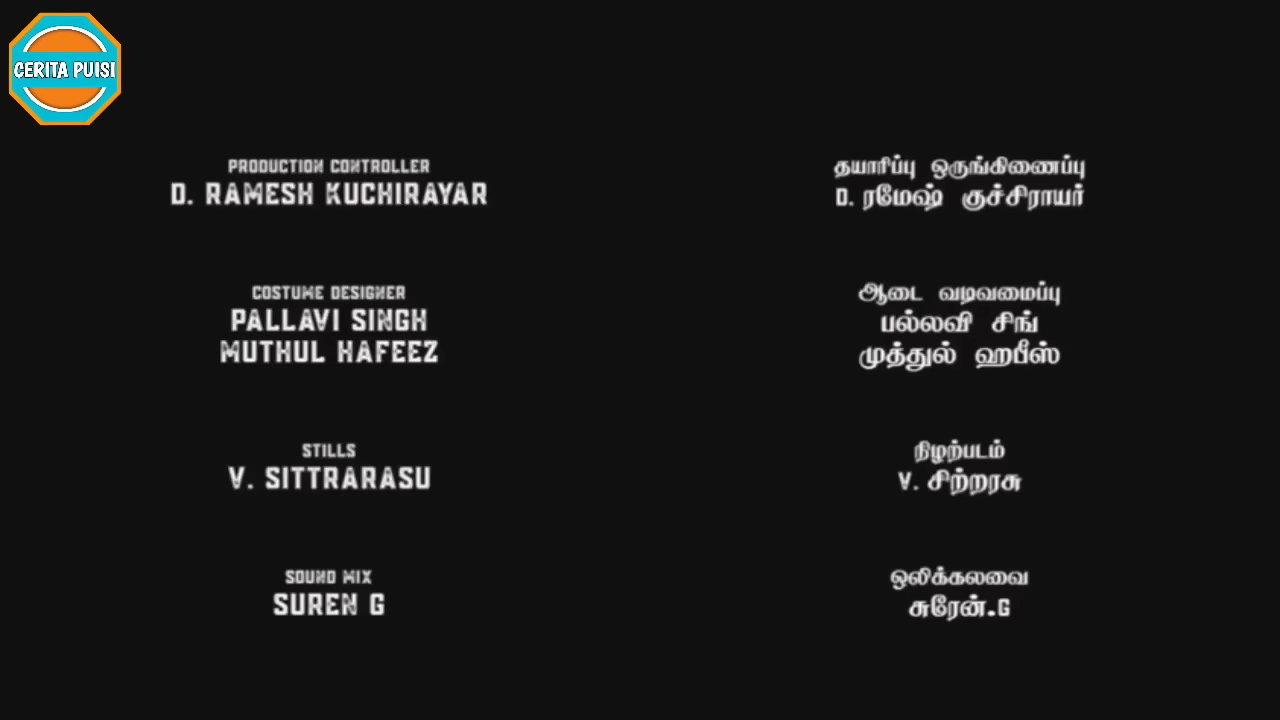 CERITA PUISI
PRODUCTION CONTROLLER
D. RAMESH KUCHIRAYAR
COSTUME DESIGNER
PALLAVI SINGH
MUTHUL HAFEEZ
STILLS
V. SITTRARASU
SOUND MIX
SUREN G
தயாரிப்பு ஒருங்கிணைப்பு
D. ரமேஷ் குச்சிராயர்
ஆடை வடிவமைப்பு
பல்லவி சிங்
முத்துல் ஹபீஸ்
நிழற்படம்
V. சிற்றரசு
ஒலிக்கலவை
சுரேன்.G